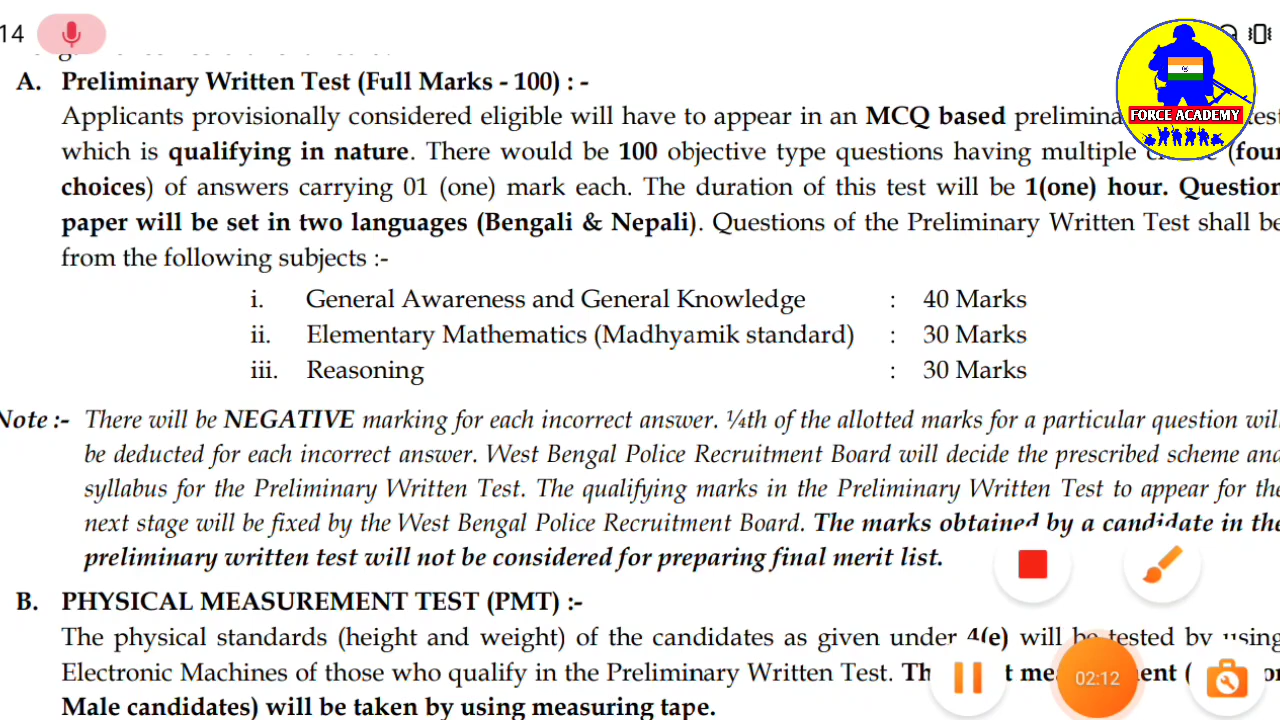 14
A. Preliminary Written Test (Full Marks - 100) : -
Applicants provisionally considered eligible will have to appear in an MCQ based
which is qualifying in nature. There would be 100 objective type questions having multiple (four
choices) of answers carrying 01 (one) mark each. The duration of this test will be 1(one) hour. Question
paper will be set in two languages (Bengali & Nepali). Questions of the Preliminary Written Test shall be
from the following subjects :-
i. General Awareness and General Knowledge : 40 Marks
ii. Elementary Mathematics (Madhyamik standard) : 30 Marks
iii. Reasoning : 30 Marks
Note :- There will be NEGATIVE marking for each incorrect answer. ¼th of the allotted marks for a particular question will
be deducted for each incorrect answer. West Bengal Police Recruitment Board will decide the prescribed scheme and
syllabus for the Preliminary Written Test. The qualifying marks in the Preliminary Written Test to appear for the
next stage will be fixed by the West Bengal Police Recruitment Board. The marks obtained by a candidate in the
preliminary written test will not be considered for preparing final merit list.
B. PHYSICAL MEASUREMENT TEST (PMT) :-
The physical standards (height and weight) of the candidates as given under 4(e) will be tested by using
Electronic Machines of those who qualify in the Preliminary Written Test.
Male candidates) will be taken by using measuring tape.
FORCE ACADEMY
02:12